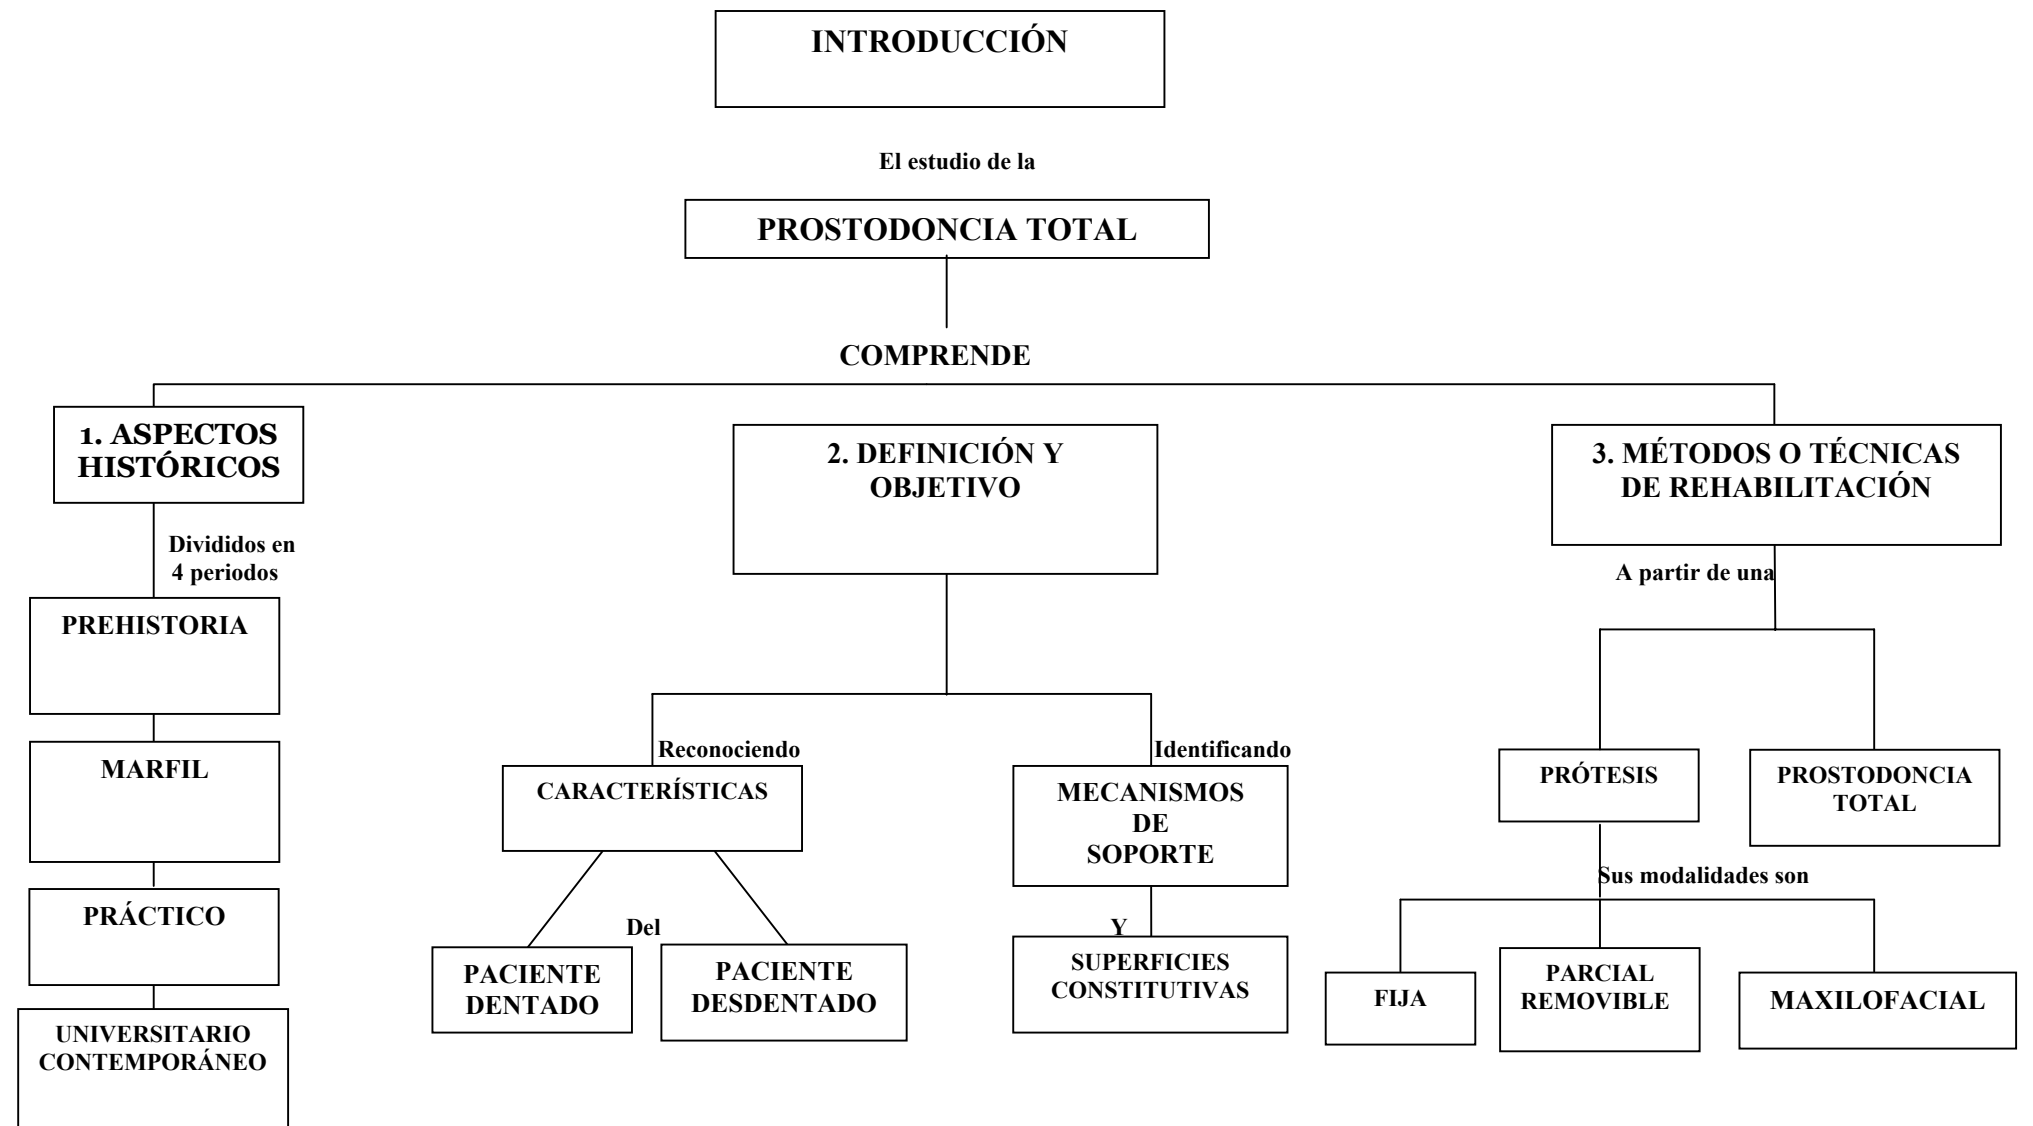 INTRODUCCIÓN
El estudio de la
PROSTODONCIA TOTAL
COMPRENDE
1. ASPECTOS
HISTÓRICOS
Divididos en
4 periodos
PREHISTORIA
MARFIL
PRÁCTICO
UNIVERSITARIO
CONTEMPORÁNEO
2. DEFINICIÓN Y
OBJETIVO
Reconociendo
CARACTERÍSTICAS
Del
PACIENTE
DENTADO
PACIENTE
DESDENTADO
Identificando
MECANISMOS
DE
SOPORTE
Y
SUPERFICIES
CONSTITUTIVAS
3. MÉTODOS O TÉCNICAS
DE REHABILITACIÓN
A partir de una
PRÓTESIS
PROSTODONCIA
TOTAL
Sus modalidades son
FIJA
PARCIAL
REMOVIBLE
MAXILOFACIAL